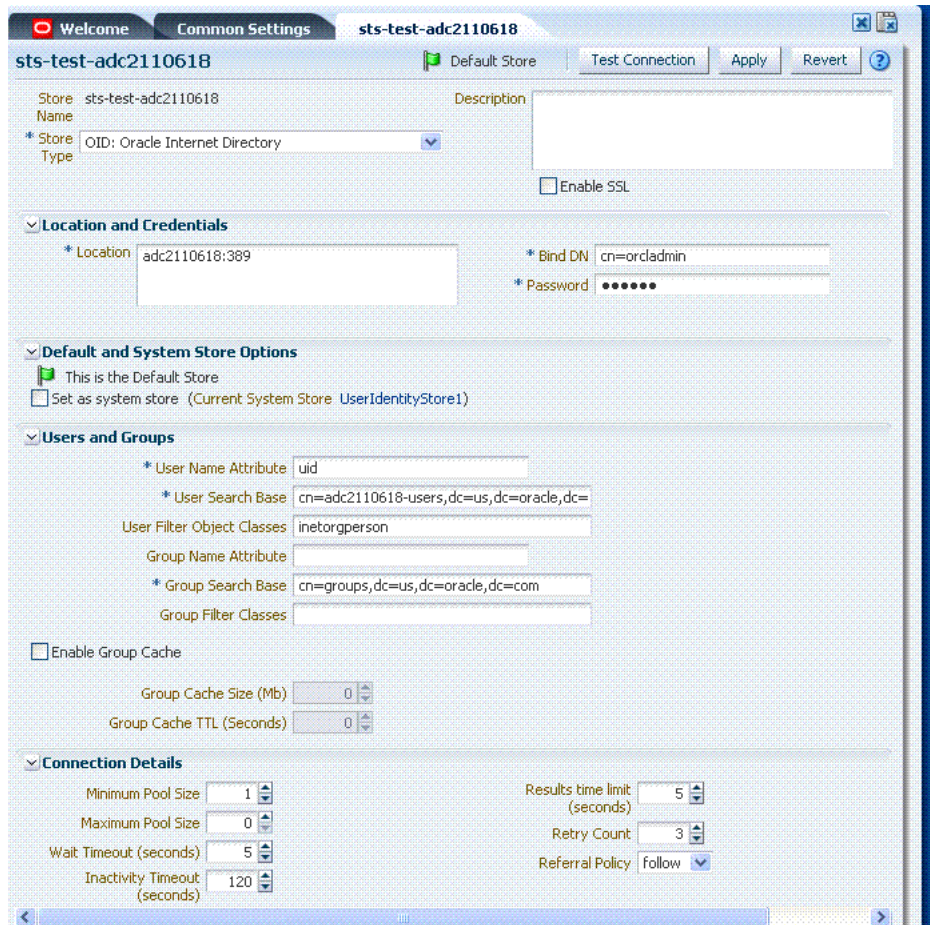 Welcome
Common Settings
sts-test-adc2110618
sts-test-adc2110618
Default Store
Test Connection
Apply
Revert
?
Store Name
sts-test-adc2110618
* Store Type
OID: Oracle Internet Directory
Description
Enable SSL
Location and Credentials
* Location
adc2110618:389
* Bind DN
cn=orcladmin
* Password
●●●●●●
Default and System Store Options
This is the Default Store
Set as system store (Current System Store UserIdentityStore1)
Users and Groups
* User Name Attribute
uid
* User Search Base
cn=adc2110618-users,dc=us,dc=oracle,dc=
User Filter Object Classes
inetorgperson
Group Name Attribute
* Group Search Base
cn=groups,dc=us,dc=oracle,dc=com
Group Filter Classes
Enable Group Cache
Group Cache Size (Mb)
0
Group Cache TTL (Seconds)
0
Connection Details
Minimum Pool Size
1
Maximum Pool Size
0
Wait Timeout (seconds)
5
Inactivity Timeout (seconds)
120
Results time limit (seconds)
5
Retry Count
3
Referral Policy
follow